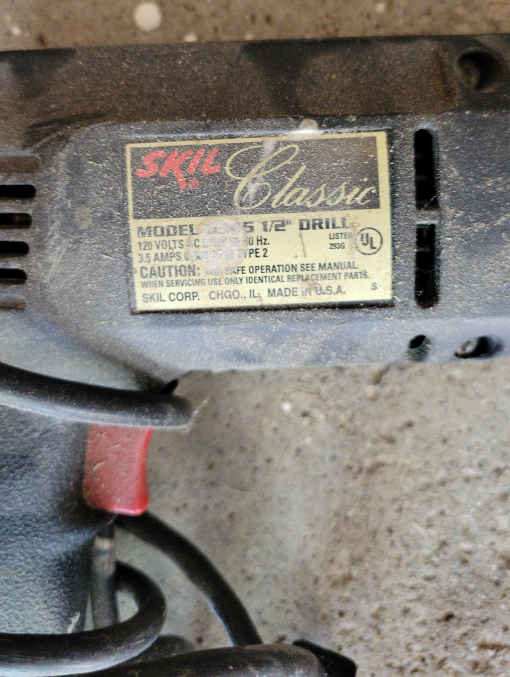 SKIL
Classic
MODEL 1/2" DRILL
120 VOLTS Hz.
3.5 AMPS TYPE 2
LISTED
293G
UL
CAUTION: SAFE OPERATION SEE MANUAL.
WHEN SERVICING USE ONLY IDENTICAL REPLACEMENT PARTS.
SKIL CORP. CHGO., IL. MADE IN U.S.A. S